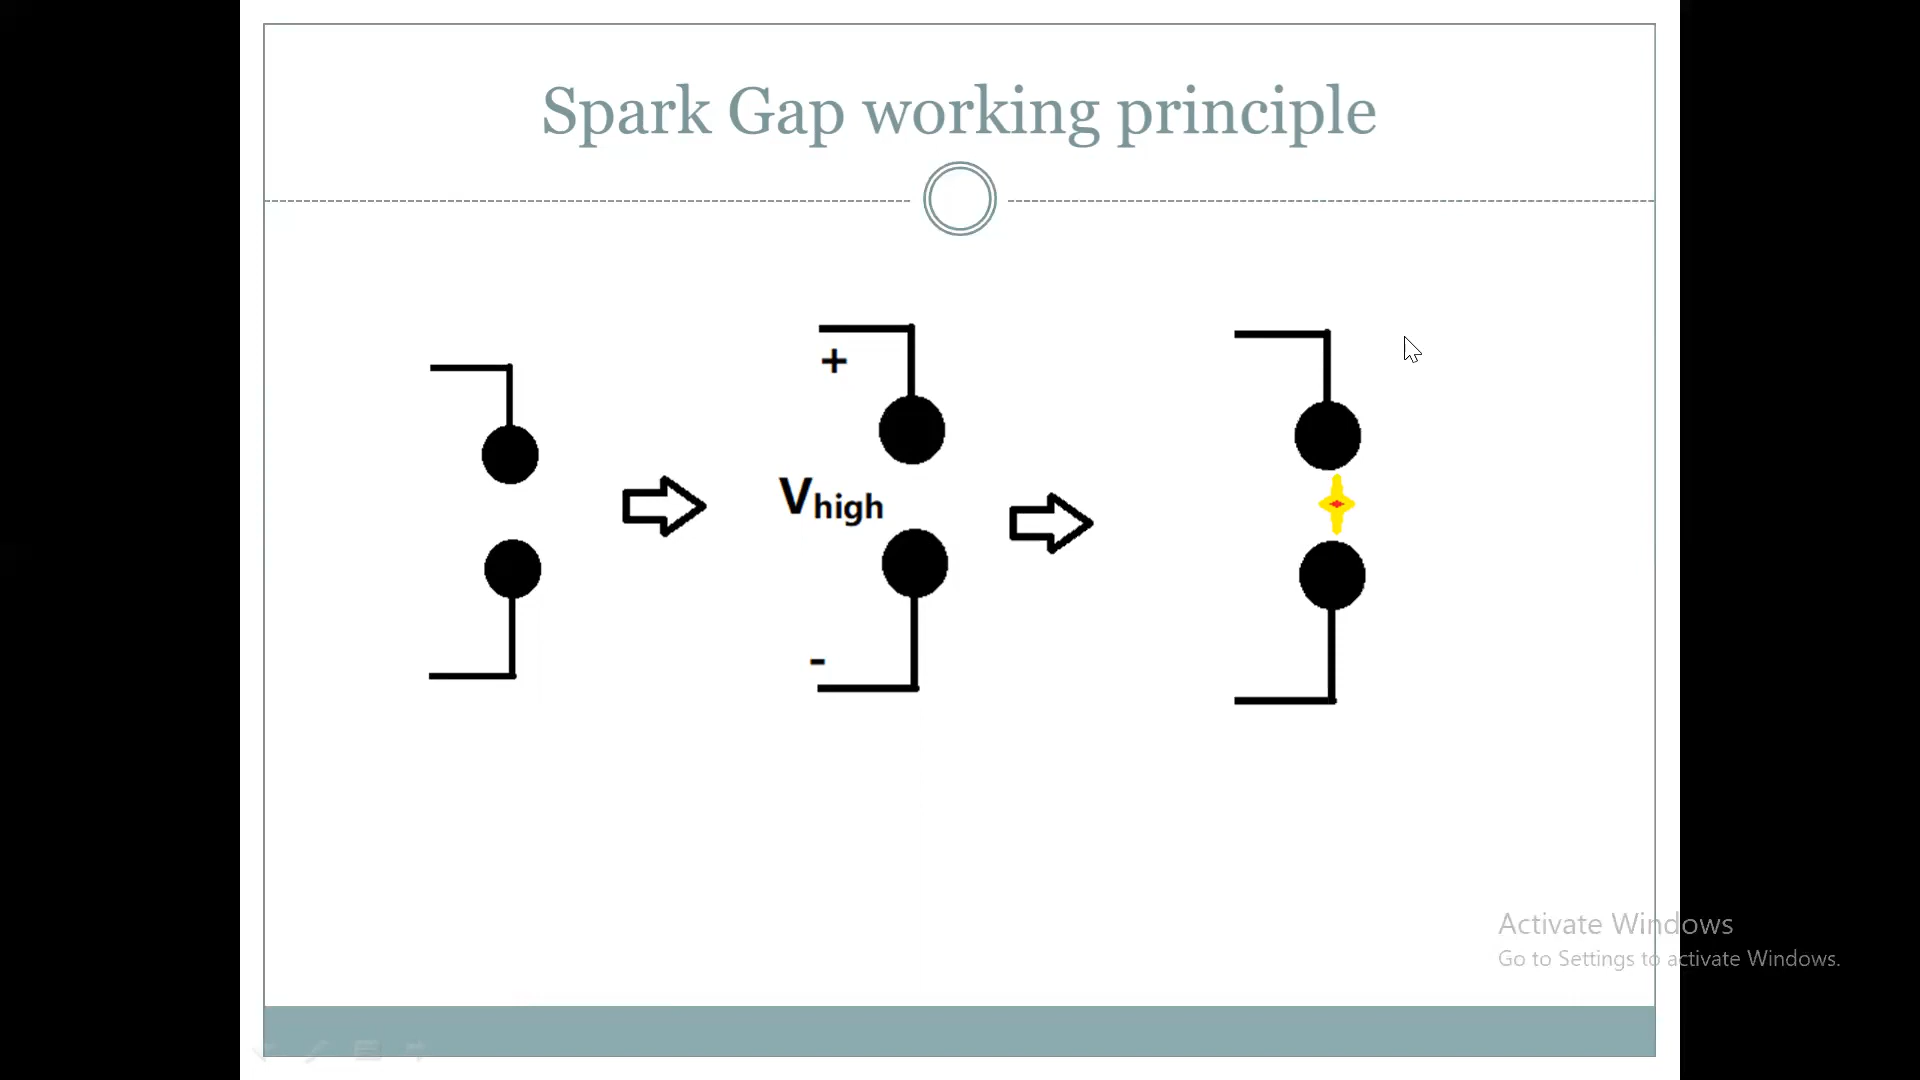 Spark Gap working principle
+
Vhigh
-
Activate Windows
Go to Settings to activate Windows.